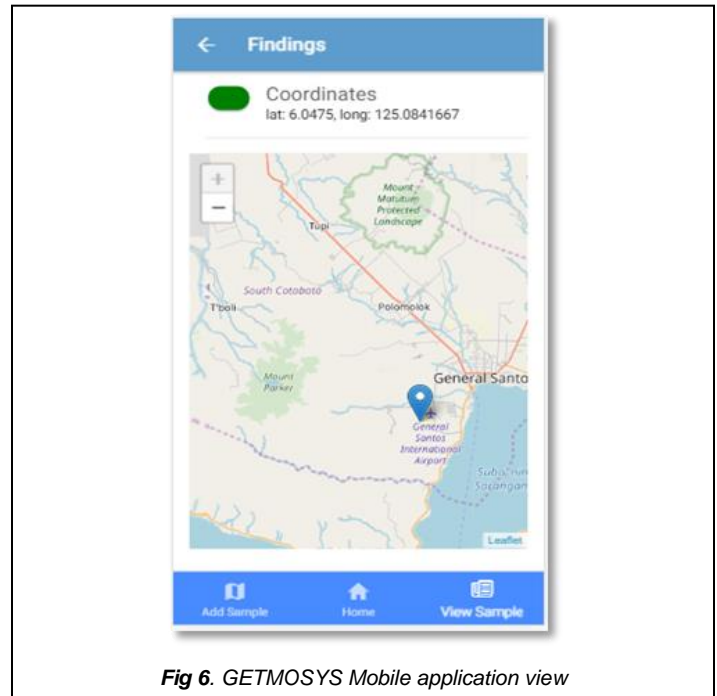 ← Findings
Coordinates
lat: 6.0475, long: 125.0841667
+
−
Mount
Matutum
Protected
Landscape
Tupi
South Cotabato
T'boli
Polomolok
Mount
Parker
General Santo
General
Santos
International
Airport
Leaflet
Add Sample
Home
View Sample
Fig 6. GETMOSYS Mobile application view